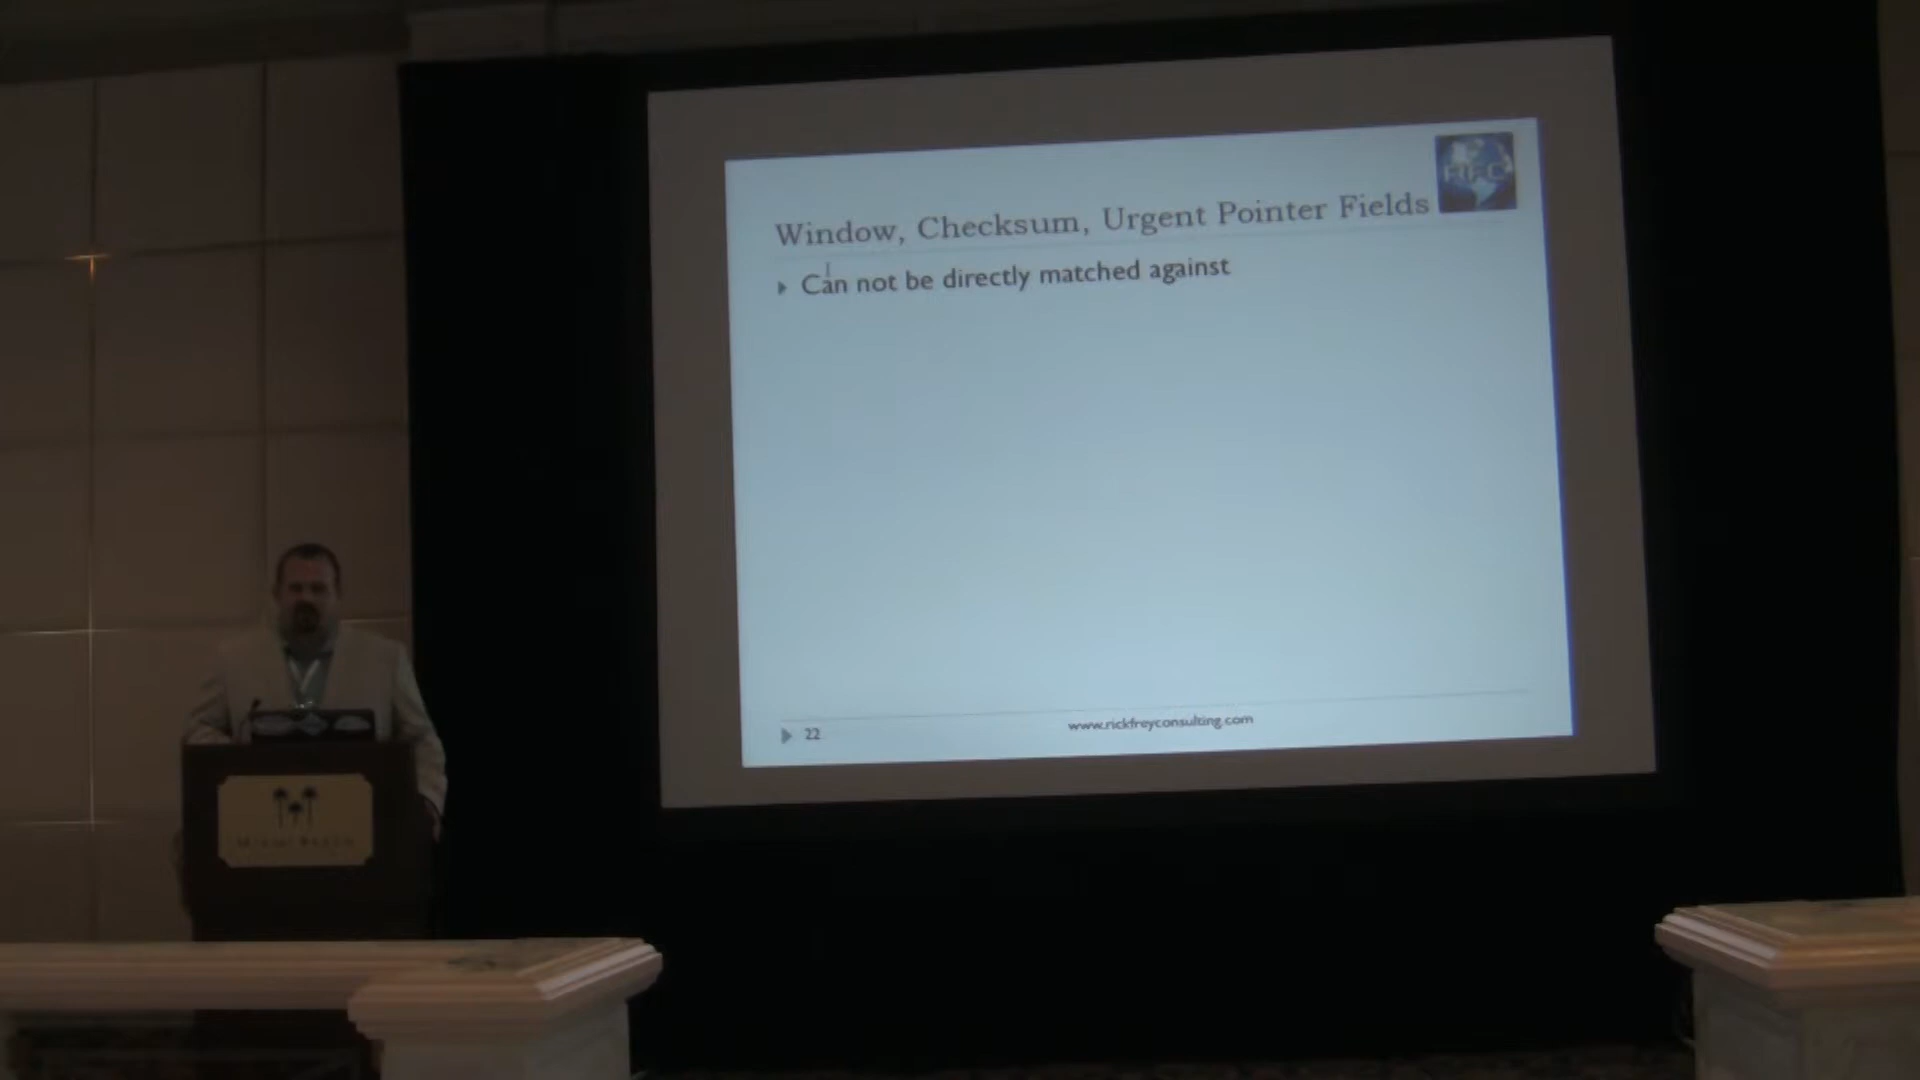 Window, Checksum, Urgent Pointer Fields
Can not be directly matched against
22
www.rickfreyconsulting.com